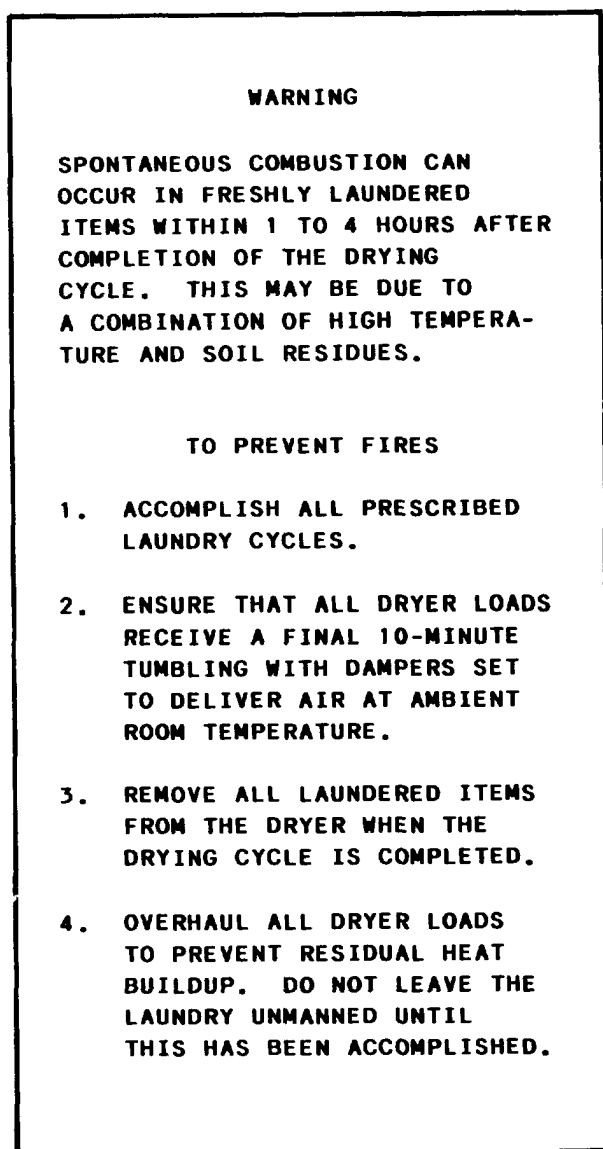 WARNING
SPONTANEOUS COMBUSTION CAN
OCCUR IN FRESHLY LAUNDERED
ITEMS WITHIN 1 TO 4 HOURS AFTER
COMPLETION OF THE DRYING
CYCLE. THIS MAY BE DUE TO
A COMBINATION OF HIGH TEMPERA-
TURE AND SOIL RESIDUES.
TO PREVENT FIRES
1. ACCOMPLISH ALL PRESCRIBED
LAUNDRY CYCLES.
2. ENSURE THAT ALL DRYER LOADS
RECEIVE A FINAL 10-MINUTE
TUMBLING WITH DAMPERS SET
TO DELIVER AIR AT AMBIENT
ROOM TEMPERATURE.
3. REMOVE ALL LAUNDERED ITEMS
FROM THE DRYER WHEN THE
DRYING CYCLE IS COMPLETED.
4. OVERHAUL ALL DRYER LOADS
TO PREVENT RESIDUAL HEAT
BUILDUP. DO NOT LEAVE THE
LAUNDRY UNMANNED UNTIL
THIS HAS BEEN ACCOMPLISHED.